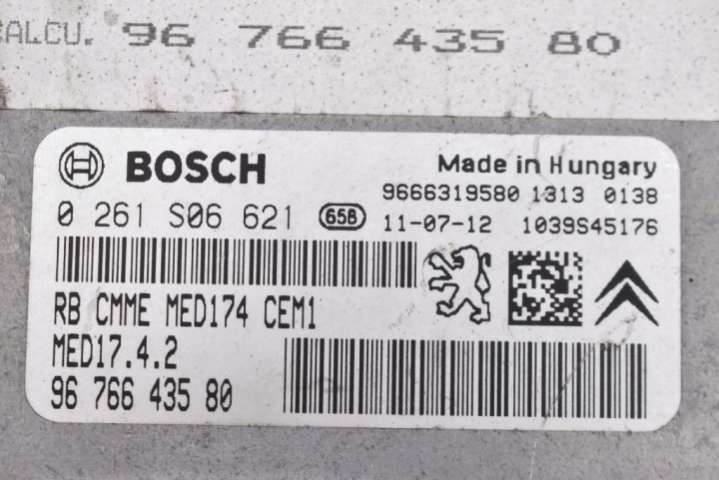 CALCU. 96 766 435 80
BOSCH
Made in Hungary
9666319580 1313 0138
0 261 S06 621 658 11-07-12 1039S45176
RB CMME MED174 CEM1
MED17.4.2
96 766 435 80